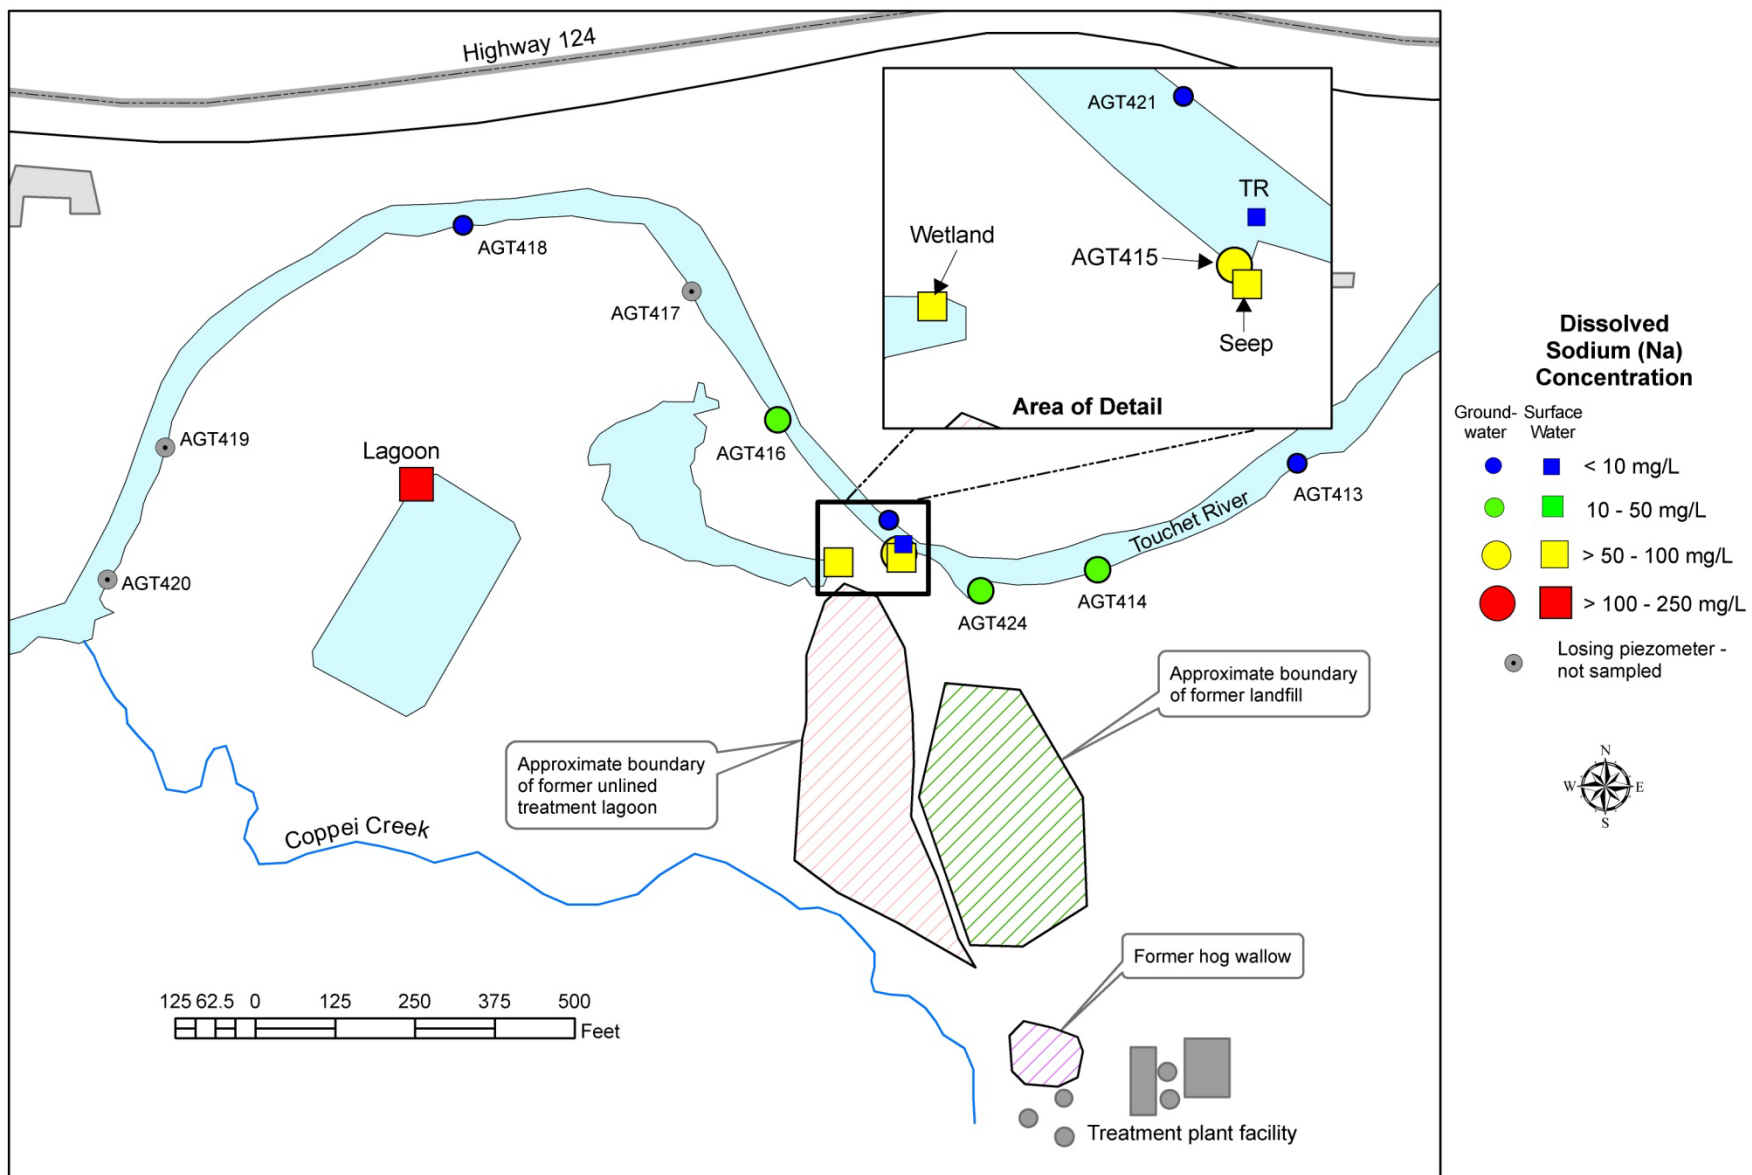 Highway 124
AGT421
TR
Wetland
AGT415
Seep
Area of Detail
AGT418
AGT417
AGT416
AGT419
Lagoon
AGT420
AGT413
Touchet River
AGT414
AGT424
Dissolved
Sodium (Na)
Concentration
Ground-
water
Surface
Water
< 10 mg/L
10 - 50 mg/L
> 50 - 100 mg/L
> 100 - 250 mg/L
Losing piezometer -
not sampled
N
W
E
S
Approximate boundary
of former landfill
Approximate boundary
of former unlined
treatment lagoon
Coppei Creek
Former hog wallow
125 62.5 0 125 250 375 500
Feet
Treatment plant facility